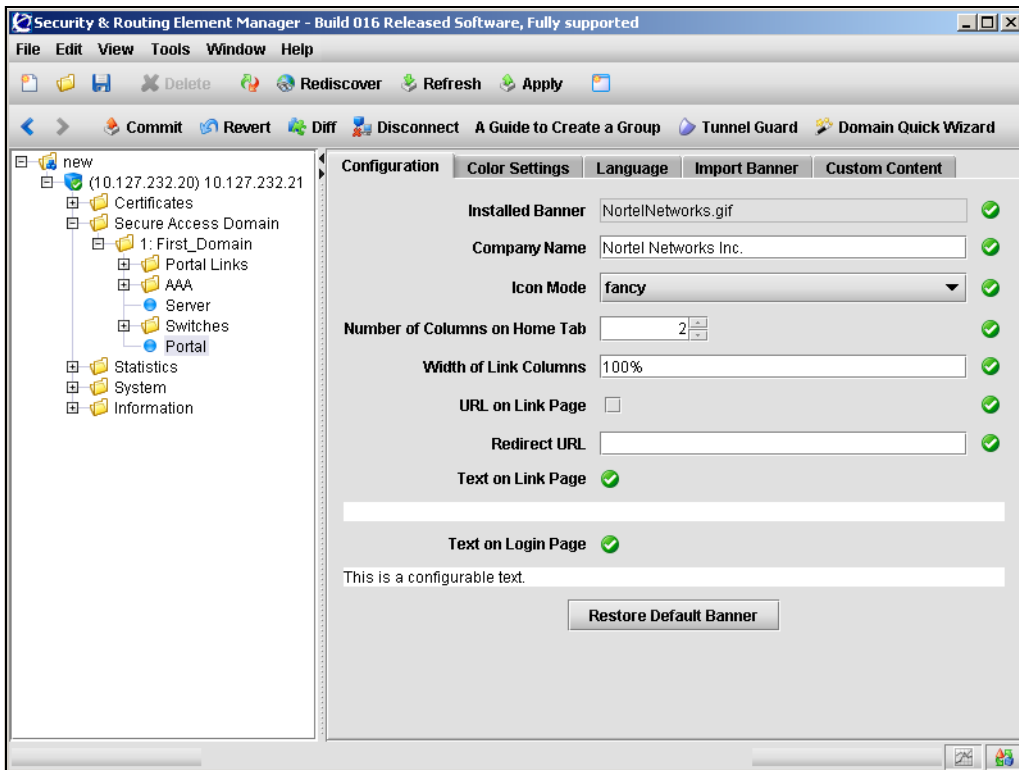 Security & Routing Element Manager - Build 016 Released Software, Fully supported
File Edit View Tools Window Help
Delete Rediscover Refresh Apply
Commit Revert Diff Disconnect A Guide to Create a Group Tunnel Guard Domain Quick Wizard
new
(10.127.232.20) 10.127.232.21
Certificates
Secure Access Domain
1: First_Domain
Portal Links
AAA
Server
Switches
Portal
Statistics
System
Information
Configuration Color Settings Language Import Banner Custom Content
Installed Banner NortelNetworks.gif
Company Name Nortel Networks Inc.
Icon Mode fancy
Number of Columns on Home Tab 2
Width of Link Columns 100%
URL on Link Page
Redirect URL
Text on Link Page
Text on Login Page
This is a configurable text.
Restore Default Banner